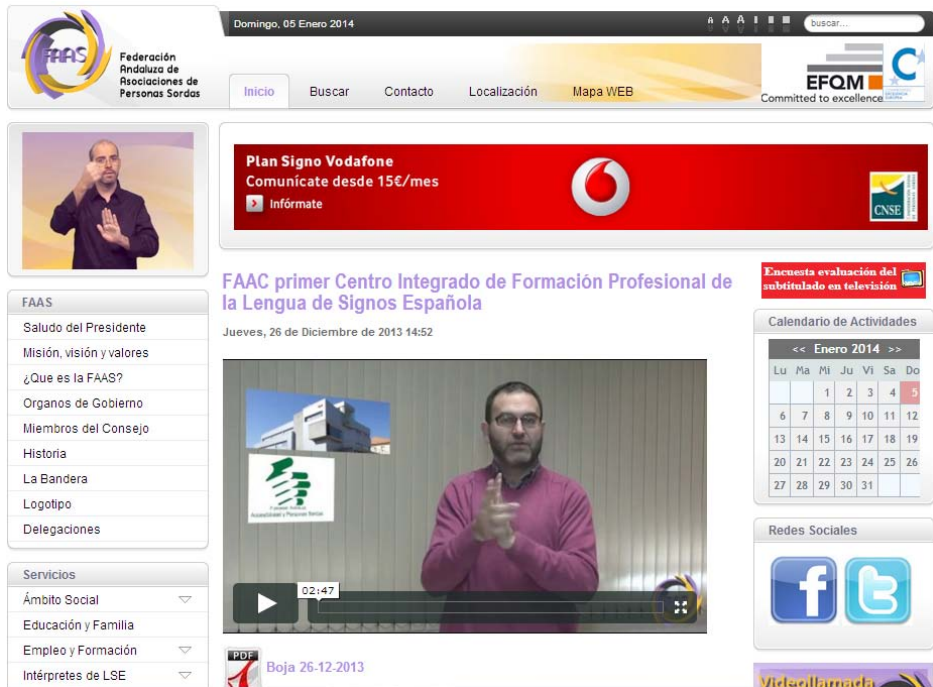 FAAS
Federación
Andaluza de
Asociaciones de
Personas Sordas
Domingo, 05 Enero 2014
A A A
buscar...
Inicio Buscar Contacto Localización Mapa WEB
EFQM
Committed to excellence
Plan Signo Vodafone
Comunícate desde 15€/mes
Infórmate
CNSE
FAAC primer Centro Integrado de Formación Profesional de
la Lengua de Signos Española
Jueves, 26 de Diciembre de 2013 14:52
02:47
PDF
Boja 26-12-2013
FAAS
Saludo del Presidente
Misión, visión y valores
¿Que es la FAAS?
Organos de Gobierno
Miembros del Consejo
Historia
La Bandera
Logotipo
Delegaciones
Servicios
Ámbito Social
Educación y Familia
Empleo y Formación
Intérpretes de LSE
Encuesta evaluación del
subtitulado en televisión
Calendario de Actividades
<< Enero 2014 >>
Lu Ma Mi Ju Vi Sa Do
1 2 3 4 5
6 7 8 9 10 11 12
13 14 15 16 17 18 19
20 21 22 23 24 25 26
27 28 29 30 31
Redes Sociales
Videollamada